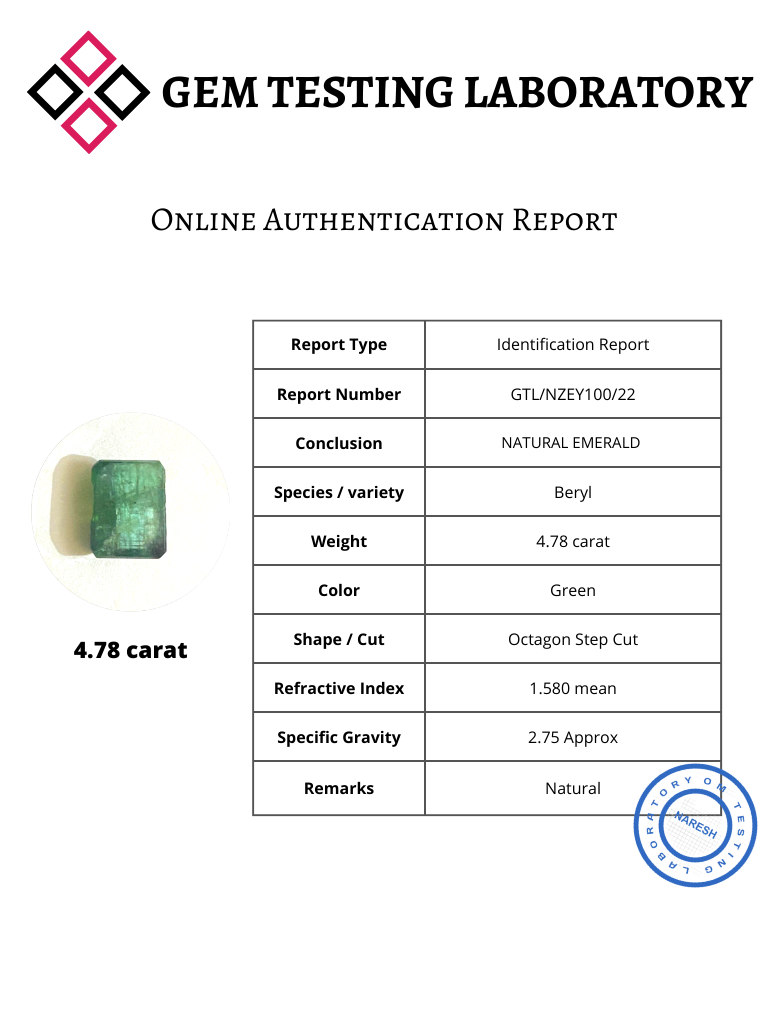 GEM TESTING LABORATORY
Online Authentication Report
Report Type Identification Report
Report Number GTL/NZEY100/22
Conclusion NATURAL EMERALD
Species / variety Beryl
Weight 4.78 carat
Color Green
Shape / Cut Octagon Step Cut
Refractive Index 1.580 mean
Specific Gravity 2.75 Approx
Remarks Natural
4.78 carat
OM TESTING LABORATORY
NARESH